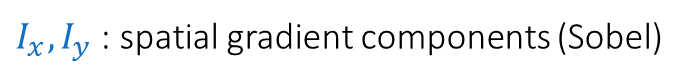 Iₓ, Iᵧ : spatial gradient components (Sobel)